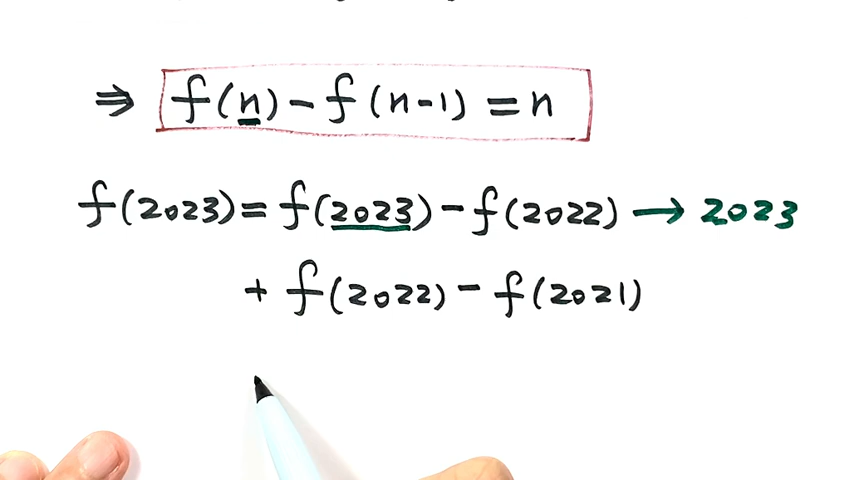 ⇒ f(n) - f(n-1) = n
f(2023) = f(2023) - f(2022) → 2023
+ f(2022) - f(2021)